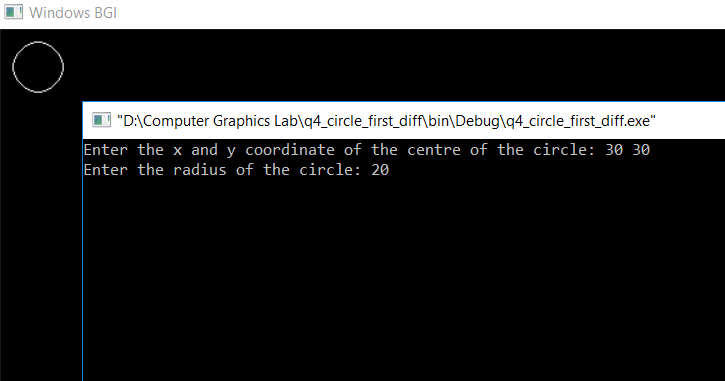 Windows BGI
"D:\Computer Graphics Lab\q4_circle_first_diff\bin\Debug\q4_circle_first_diff.exe"
Enter the x and y coordinate of the centre of the circle: 30 30
Enter the radius of the circle: 20